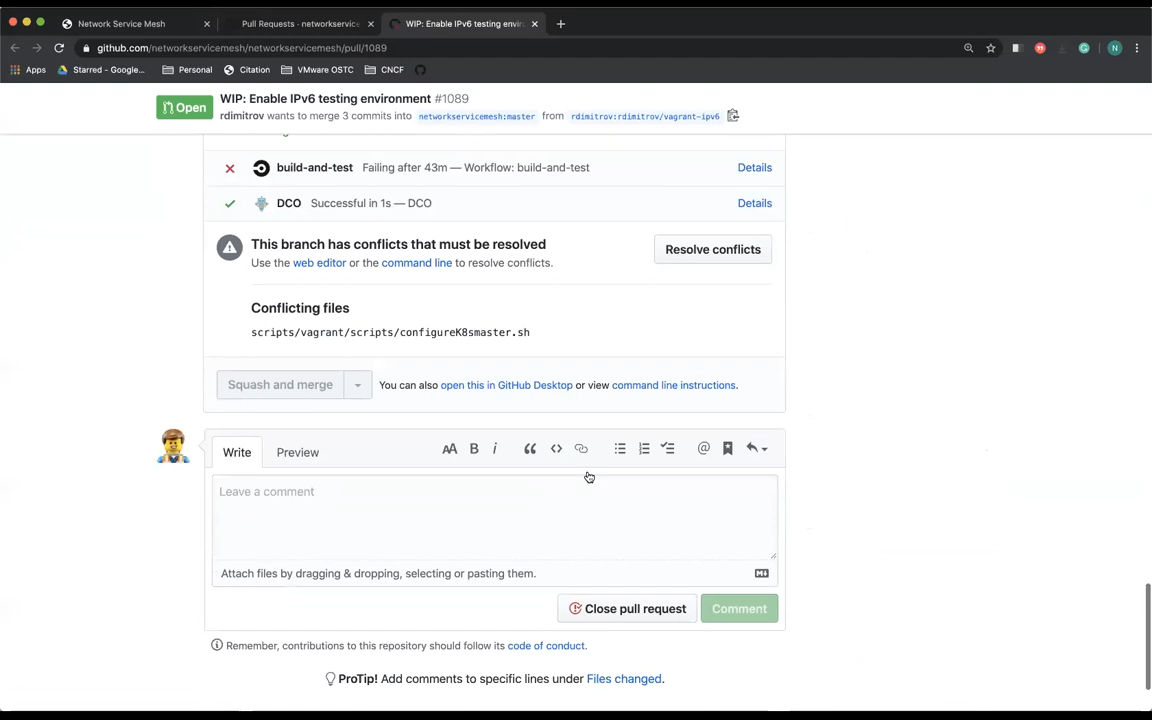 Network Service Mesh
Pull Requests · networkservice
WIP: Enable IPv6 testing enviro
github.com/networkservicemesh/networkservicemesh/pull/1089
N
Apps
Starred - Google...
Personal
Citation
VMware OSTC
CNCF
Open
WIP: Enable IPv6 testing environment #1089
rdimitrov wants to merge 3 commits into networkservicemesh:master from rdimitrov:rdimitrov/vagrant-ipv6
build-and-test Failing after 43m — Workflow: build-and-test Details
DCO Successful in 1s — DCO Details
This branch has conflicts that must be resolved
Use the web editor or the command line to resolve conflicts.
Resolve conflicts
Conflicting files
scripts/vagrant/scripts/configureK8smaster.sh
Squash and merge
You can also open this in GitHub Desktop or view command line instructions.
Write
Preview
AA B i
@
Leave a comment
Attach files by dragging & dropping, selecting or pasting them.
Close pull request
Comment
Remember, contributions to this repository should follow its code of conduct.
ProTip! Add comments to specific lines under Files changed.